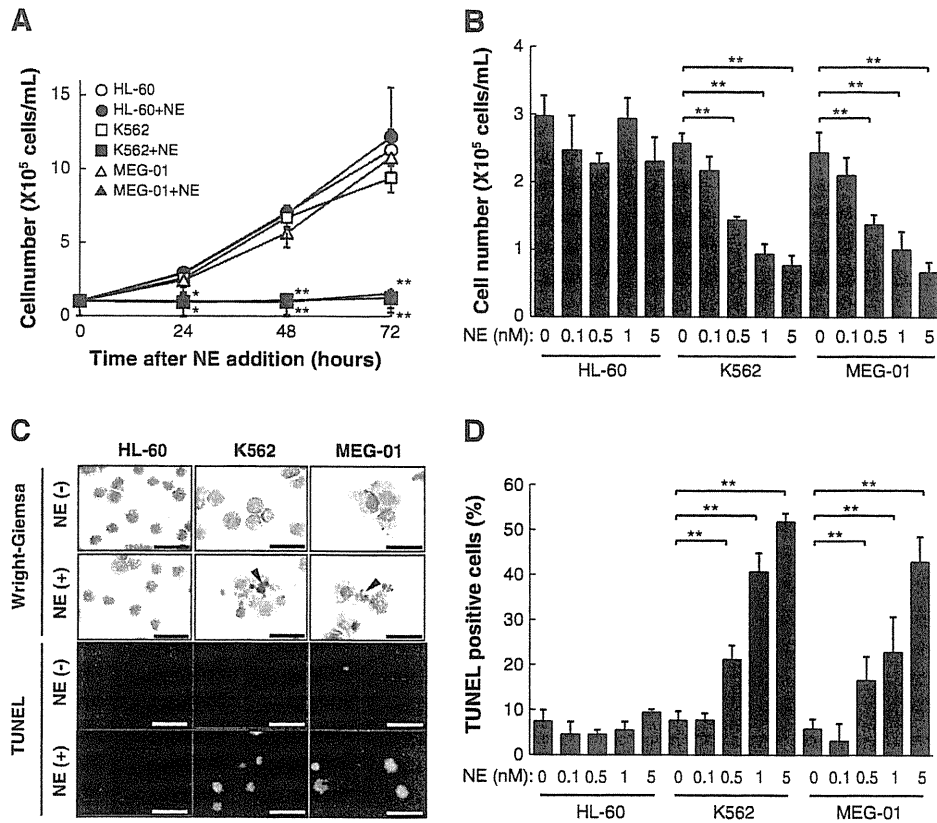 A
Cellnumber (X10⁵ cells/mL)
15
10
5
0
HL-60
HL-60+NE
K562
K562+NE
MEG-01
MEG-01+NE
*
*
**
**
**
**
0 24 48 72
Time after NE addition (hours)
B
Cell number (X10⁵ cells/mL)
4
3
2
1
0
**
**
**
**
**
**
NE (nM): 0 0.1 0.5 1 5 0 0.1 0.5 1 5 0 0.1 0.5 1 5
HL-60 K562 MEG-01
C
HL-60 K562 MEG-01
Wright-Giemsa
NE (-)
NE (+)
TUNEL
NE (-)
NE (+)
D
TUNEL positive cells (%)
60
50
40
30
20
10
0
**
**
**
**
**
**
NE (nM): 0 0.1 0.5 1 5 0 0.1 0.5 1 5 0 0.1 0.5 1 5
HL-60 K562 MEG-01